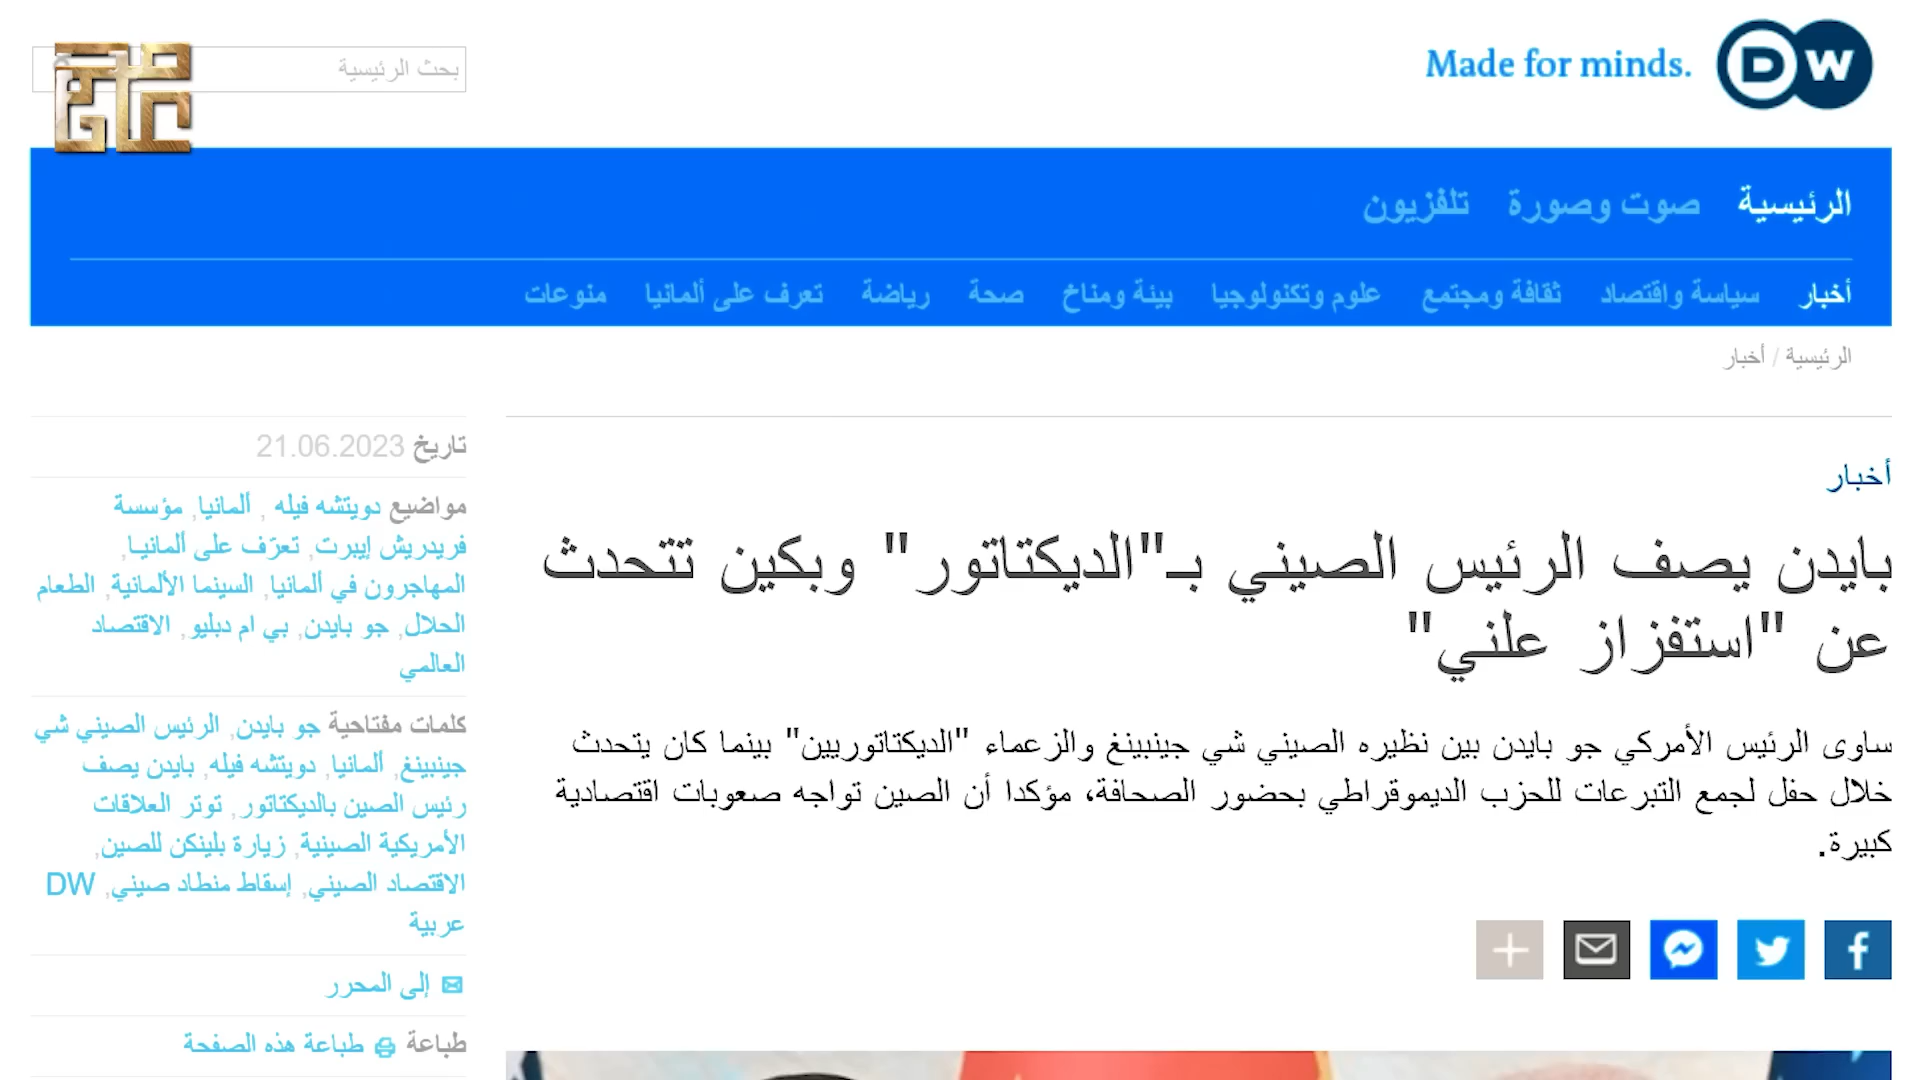 بحث الرئيسية
Made for minds.
DW
الرئيسية صوت وصورة تلفزيون
أخبار سياسة واقتصاد ثقافة ومجتمع علوم وتكنولوجيا بيئة ومناخ صحة رياضة تعرف على ألمانيا منوعات
الرئيسية / أخبار
أخبار
بايدن يصف الرئيس الصيني بـ"الديكتاتور" وبكين تتحدث
عن "استفزاز علني"
ساوى الرئيس الأمركي جو بايدن بين نظيره الصيني شي جينبينغ والزعماء "الديكتاتوريين" بينما كان يتحدث
خلال حفل لجمع التبرعات للحزب الديموقراطي بحضور الصحافة، مؤكدا أن الصين تواجه صعوبات اقتصادية
كبيرة.
تاريخ 21.06.2023
مواضيع دويتشه فيله , ألمانيا, مؤسسة
فريدريش إيبرت, تعرّف على ألمانيا,
المهاجرون في ألمانيا, السينما الألمانية, الطعام
الحلال, جو بايدن, بي ام دبليو, الاقتصاد
العالمي
كلمات مفتاحية جو بايدن, الرئيس الصيني شي
جينبينغ, ألمانيا, دويتشه فيله, بايدن يصف
رئيس الصين بالديكتاتور, توتر العلاقات
الأمريكية الصينية, زيارة بلينكن للصين,
الاقتصاد الصيني, إسقاط منطاد صيني, DW
عربية
إلى المحرر
طباعة طباعة هذه الصفحة